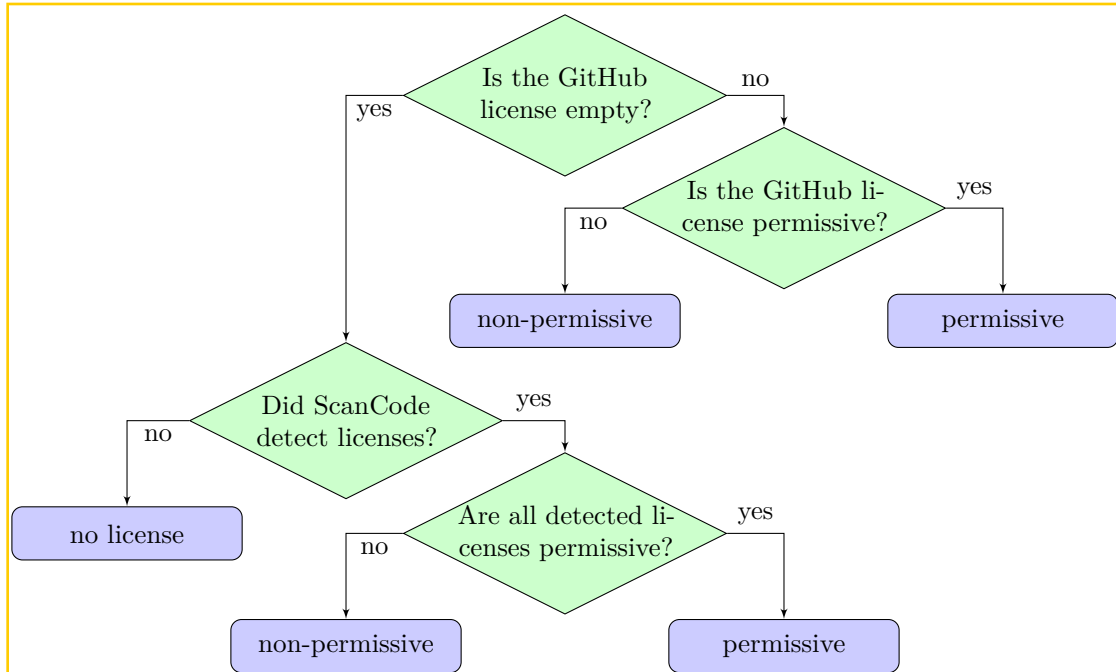 Is the GitHub
license empty?
yes
no
Is the GitHub li-
cense permissive?
no
yes
non-permissive
permissive
Did ScanCode
detect licenses?
no
yes
no license
Are all detected li-
censes permissive?
no
yes
non-permissive
permissive